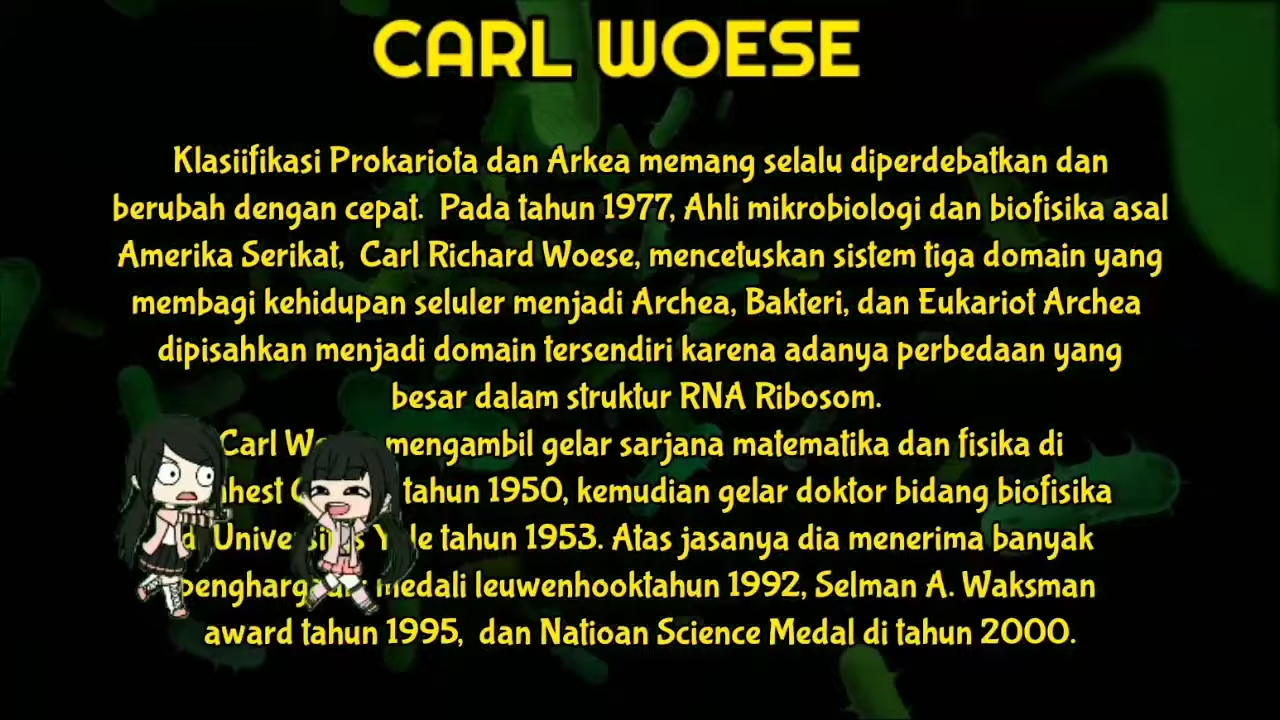 CARL WOESE
Klasiifikasi Prokariota dan Arkea memang selalu diperdebatkan dan
berubah dengan cepat. Pada tahun 1977, Ahli mikrobiologi dan biofisika asal
Amerika Serikat, Carl Richard Woese, mencetuskan sistem tiga domain yang
membagi kehidupan seluler menjadi Archea, Bakteri, dan Eukariot Archea
dipisahkan menjadi domain tersendiri karena adanya perbedaan yang
besar dalam struktur RNA Ribosom.
Carl mengambil gelar sarjana matematika dan fisika di
tahun 1950, kemudian gelar doktor bidang biofisika
tahun 1953. Atas jasanya dia menerima banyak
medali leuwenhooktahun 1992, Selman A. Waksman
award tahun 1995, dan Natioan Science Medal di tahun 2000.